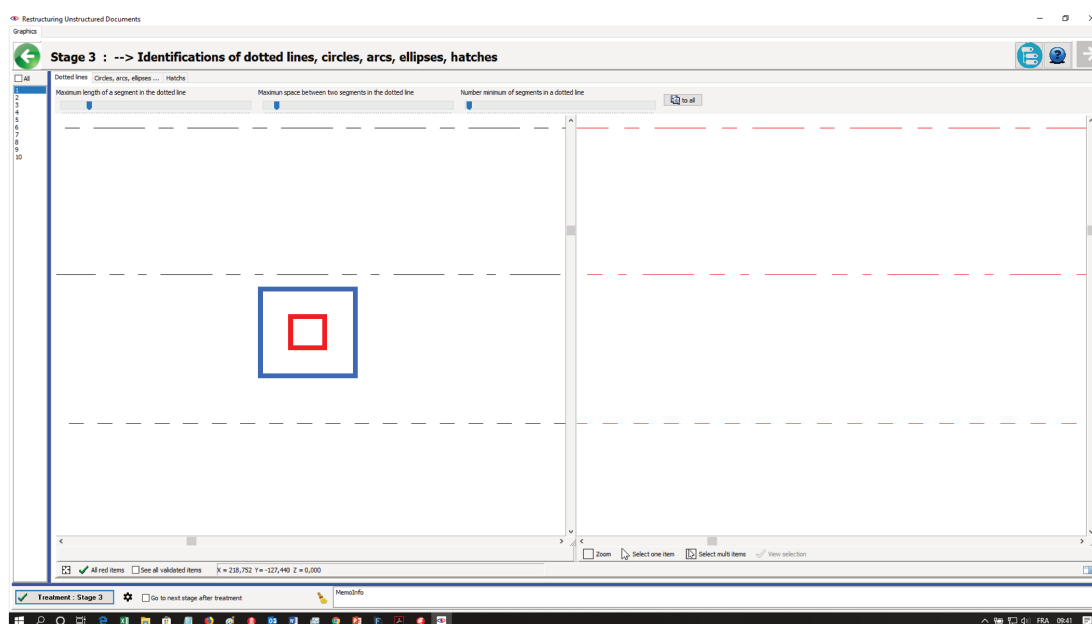 Restructuring Unstructured Documents
Graphics
Stage 3 : --> Identifications of dotted lines, circles, arcs, ellipses, hatches
All
Dotted lines Circles, arcs, ellipses ... Hatchs
1
2
3
4
5
6
7
8
9
10
Maximum length of a segment in the dotted line
Maximun space between two segments in the dotted line
Number minimum of segments in a dotted line
to all
Zoom Select one item Select multi items View selection
All red items See all validated items X = 218,752 Y = -127,440 Z = 0,000
Treatment : Stage 3 Go to next stage after treatment MemoInfo
FRA 09:41